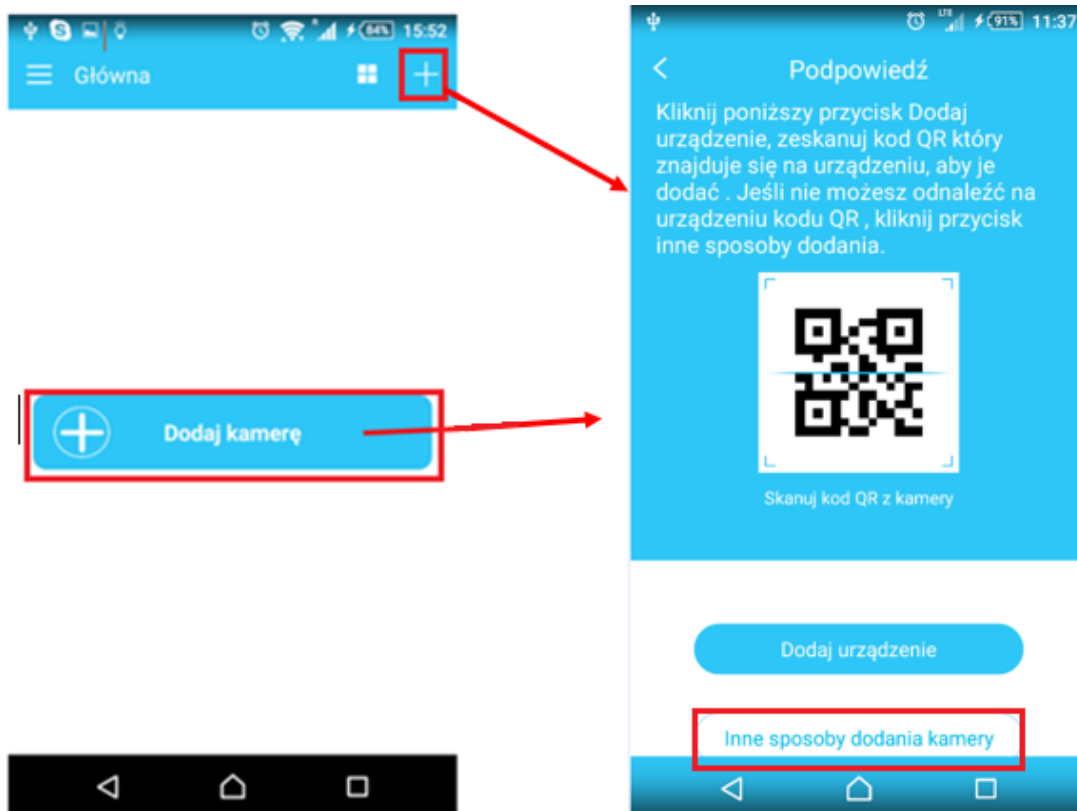 84% 15:52
Główna
Dodaj kamerę
LTE 91% 11:37
Podpowiedź
Kliknij poniższy przycisk Dodaj
urządzenie, zeskanuj kod QR który
znajduje się na urządzeniu, aby je
dodać . Jeśli nie możesz odnaleźć na
urządzeniu kodu QR , kliknij przycisk
inne sposoby dodania.
Skanuj kod QR z kamery
Dodaj urządzenie
Inne sposoby dodania kamery